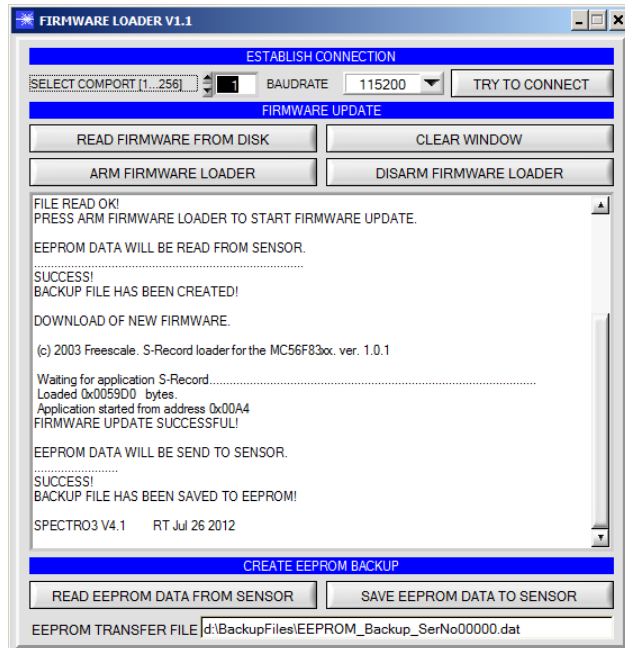 FIRMWARE LOADER V1.1
ESTABLISH CONNECTION
SELECT COMPORT [1...256] 1 BAUDRATE 115200 TRY TO CONNECT
FIRMWARE UPDATE
READ FIRMWARE FROM DISK CLEAR WINDOW
ARM FIRMWARE LOADER DISARM FIRMWARE LOADER
FILE READ OK!
PRESS ARM FIRMWARE LOADER TO START FIRMWARE UPDATE.
EEPROM DATA WILL BE READ FROM SENSOR.
..........................................................................
SUCCESS!
BACKUP FILE HAS BEEN CREATED!
DOWNLOAD OF NEW FIRMWARE.
(c) 2003 Freescale. S-Record loader for the MC56F83xx. ver. 1.0.1
Waiting for application S-Record..........................................................................................
Loaded 0x0059D0 bytes.
Application started from address 0x00A4
FIRMWARE UPDATE SUCCESSFUL!
EEPROM DATA WILL BE SEND TO SENSOR.
.......................
SUCCESS!
BACKUP FILE HAS BEEN SAVED TO EEPROM!
SPECTRO3 V4.1 RT Jul 26 2012
CREATE EEPROM BACKUP
READ EEPROM DATA FROM SENSOR SAVE EEPROM DATA TO SENSOR
EEPROM TRANSFER FILE d:\BackupFiles\EEPROM_Backup_SerNo00000.dat